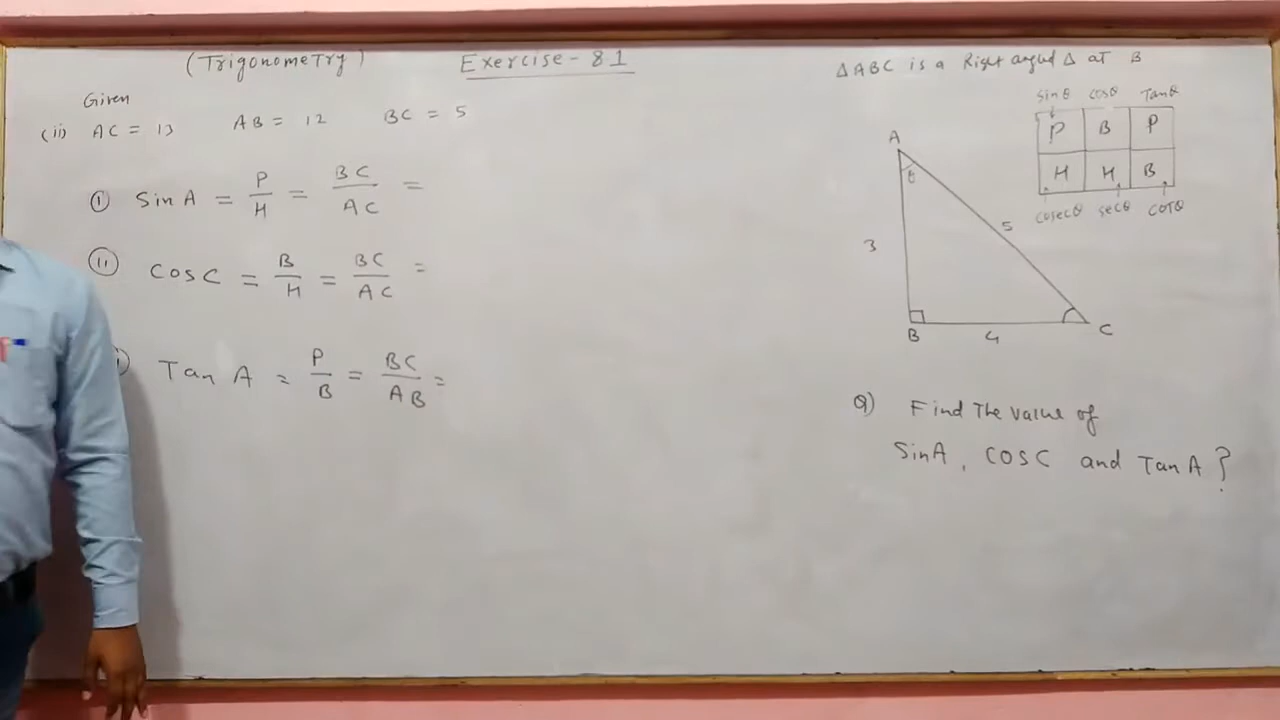 (Trigonometry) Exercise - 8.1
Given
(ii) AC = 13 AB = 12 BC = 5
(i) Sin A = P/H = BC/AC =
(ii) Cos C = B/H = BC/AC =
Tan A = P/B = BC/AB =
△ABC is a Right angled △ at B
Sinθ Cosθ Tanθ
P B P
H H B
Cosecθ Secθ Cotθ
A
θ
3
5
B
4
C
Q) Find The value of
Sin A, Cos C and Tan A?